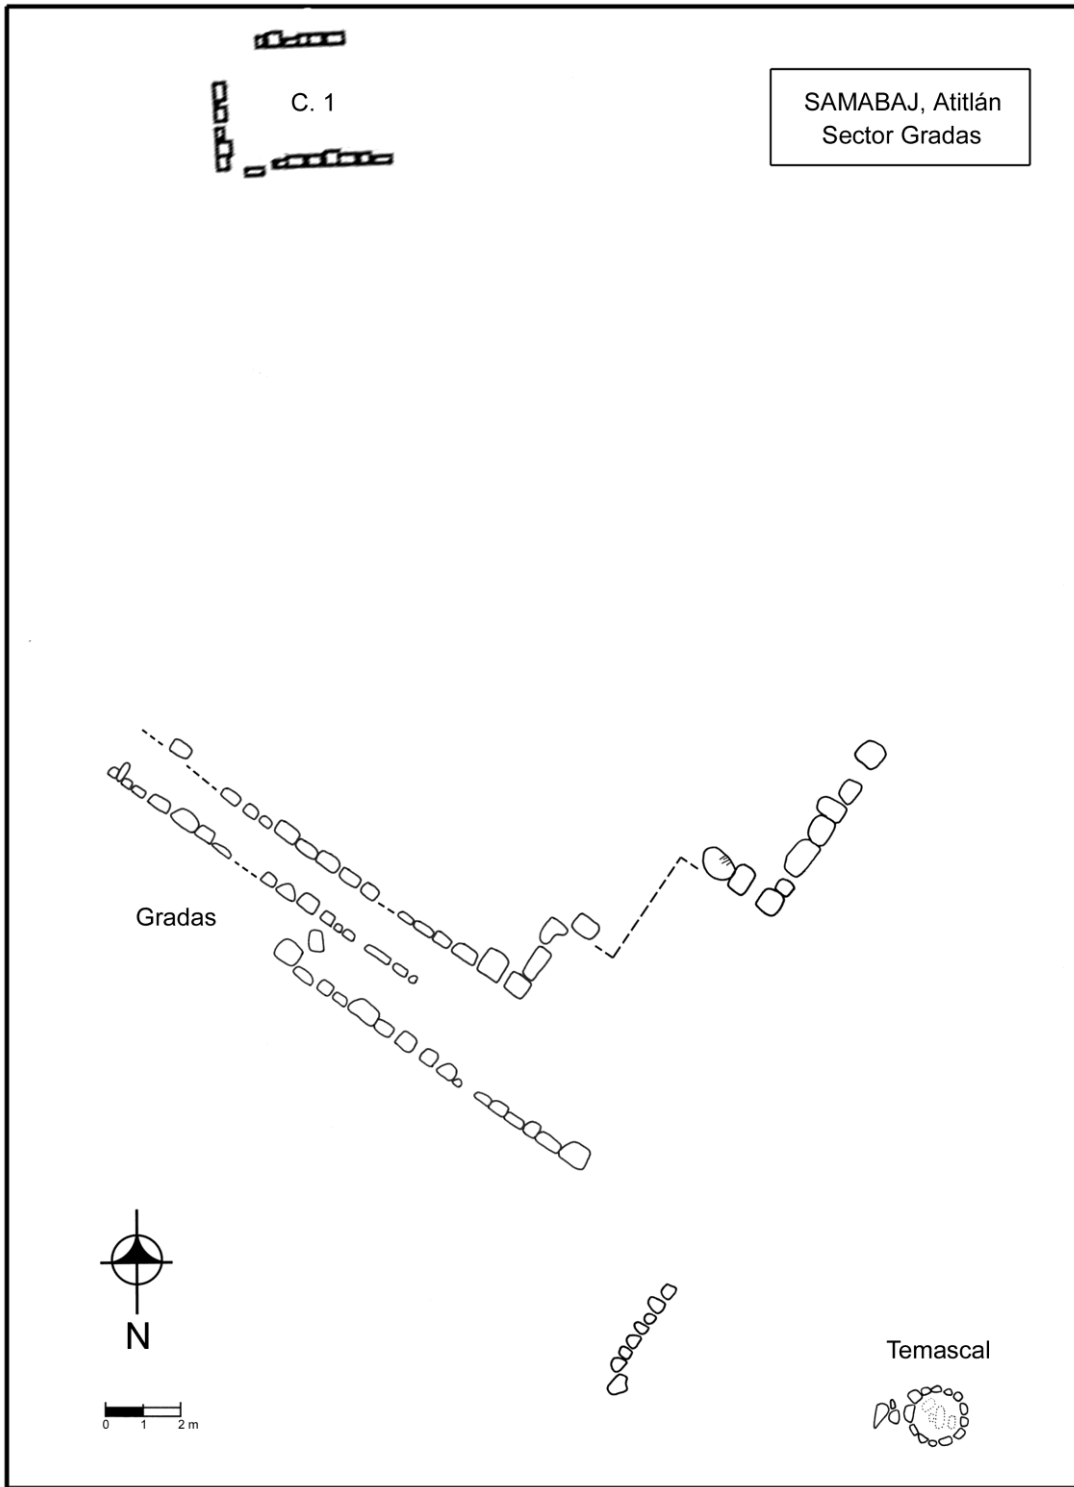 C. 1
SAMABAJ, Atitlán
Sector Gradas
Gradas
N
0 1 2 m
Temascal